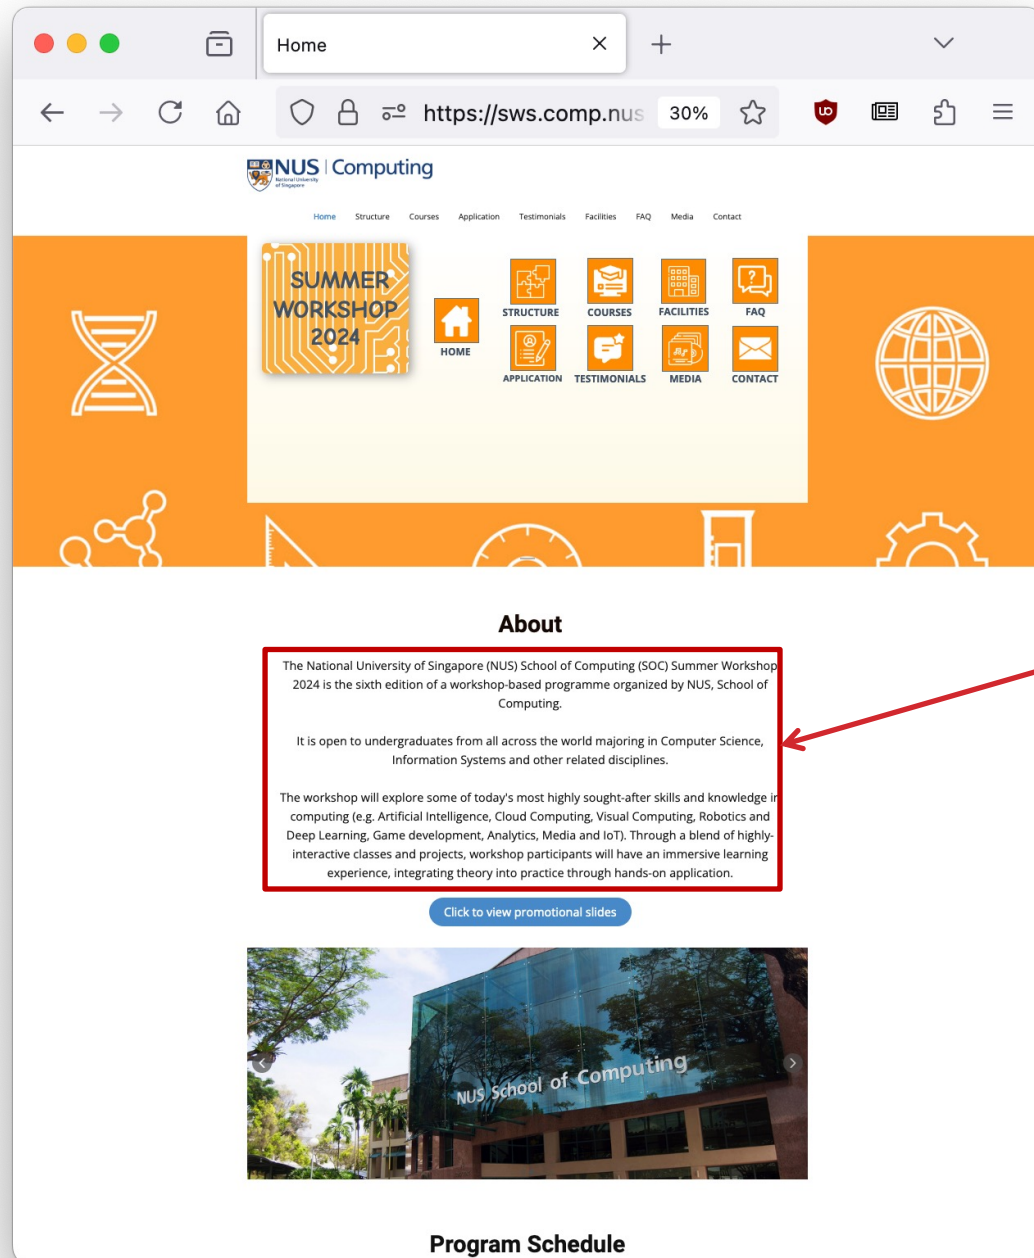 Home
https://sws.comp.nus
30%
NUS Computing
National University
of Singapore
Home Structure Courses Application Testimonials Facilities FAQ Media Contact
SUMMER
WORKSHOP
2024
HOME
STRUCTURE
COURSES
FACILITIES
FAQ
APPLICATION
TESTIMONIALS
MEDIA
CONTACT
About
The National University of Singapore (NUS) School of Computing (SOC) Summer Workshop
2024 is the sixth edition of a workshop-based programme organized by NUS, School of
Computing.
It is open to undergraduates from all across the world majoring in Computer Science,
Information Systems and other related disciplines.
The workshop will explore some of today's most highly sought-after skills and knowledge in
computing (e.g. Artificial Intelligence, Cloud Computing, Visual Computing, Robotics and
Deep Learning, Game development, Analytics, Media and IoT). Through a blend of highly-
interactive classes and projects, workshop participants will have an immersive learning
experience, integrating theory into practice through hands-on application.
Click to view promotional slides
NUS School of Computing
Program Schedule